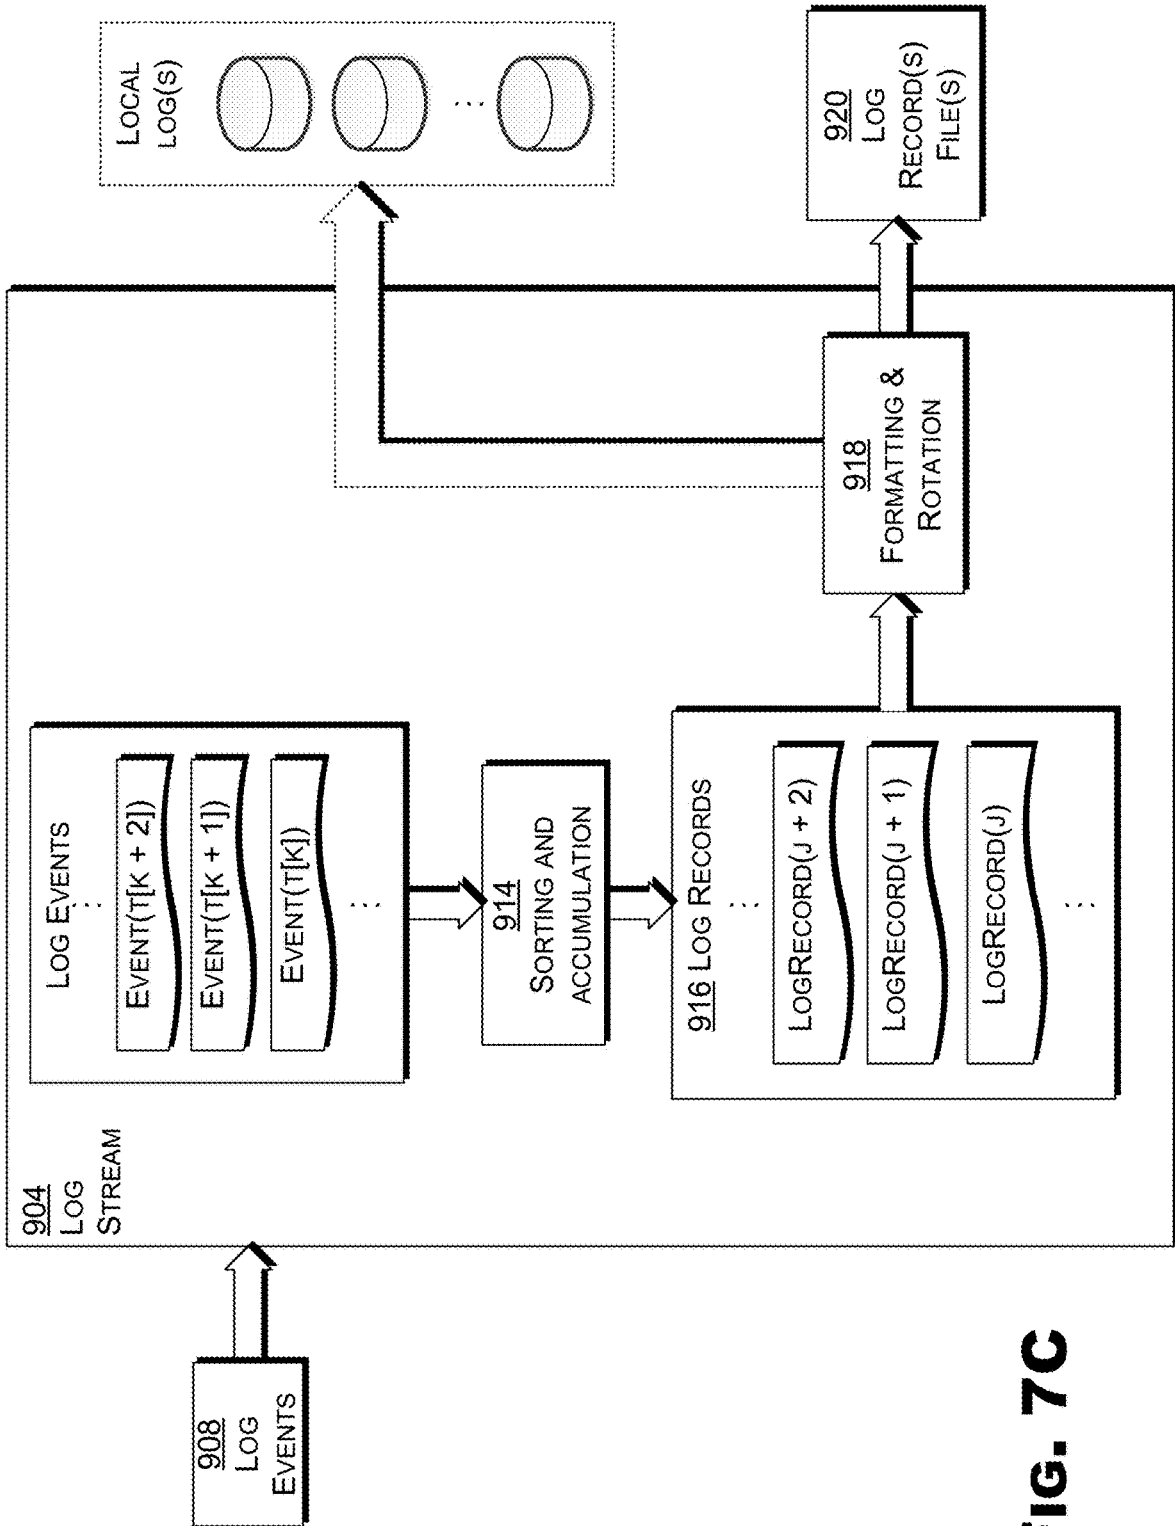 908
LOG
EVENTS
904
LOG
STREAM
LOG EVENTS
...
EVENT(T[K + 2])
EVENT(T[K + 1])
EVENT(T[K])
...
914
SORTING AND
ACCUMULATION
916 LOG RECORDS
...
LOGRECORD(J + 2)
LOGRECORD(J + 1)
LOGRECORD(J)
...
918
FORMATTING &
ROTATION
LOCAL
LOG(S)
...
920
LOG
RECORD(S)
FILE(S)
FIG. 7C